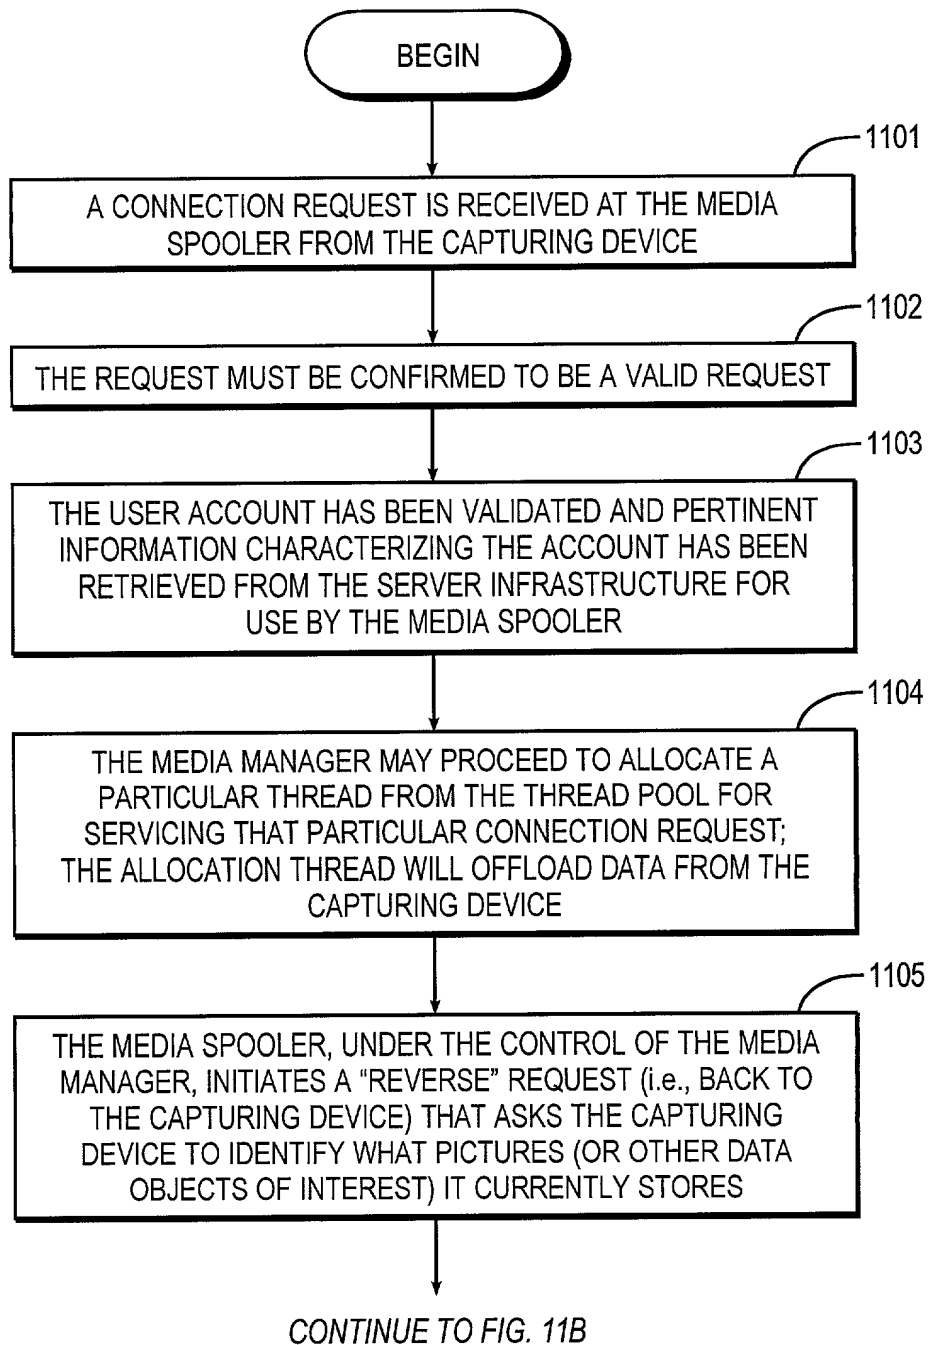 BEGIN
1101
A CONNECTION REQUEST IS RECEIVED AT THE MEDIA
SPOOLER FROM THE CAPTURING DEVICE
1102
THE REQUEST MUST BE CONFIRMED TO BE A VALID REQUEST
1103
THE USER ACCOUNT HAS BEEN VALIDATED AND PERTINENT
INFORMATION CHARACTERIZING THE ACCOUNT HAS BEEN
RETRIEVED FROM THE SERVER INFRASTRUCTURE FOR
USE BY THE MEDIA SPOOLER
1104
THE MEDIA MANAGER MAY PROCEED TO ALLOCATE A
PARTICULAR THREAD FROM THE THREAD POOL FOR
SERVICING THAT PARTICULAR CONNECTION REQUEST;
THE ALLOCATION THREAD WILL OFFLOAD DATA FROM THE
CAPTURING DEVICE
1105
THE MEDIA SPOOLER, UNDER THE CONTROL OF THE MEDIA
MANAGER, INITIATES A “REVERSE” REQUEST (i.e., BACK TO
THE CAPTURING DEVICE) THAT ASKS THE CAPTURING
DEVICE TO IDENTIFY WHAT PICTURES (OR OTHER DATA
OBJECTS OF INTEREST) IT CURRENTLY STORES
CONTINUE TO FIG. 11B